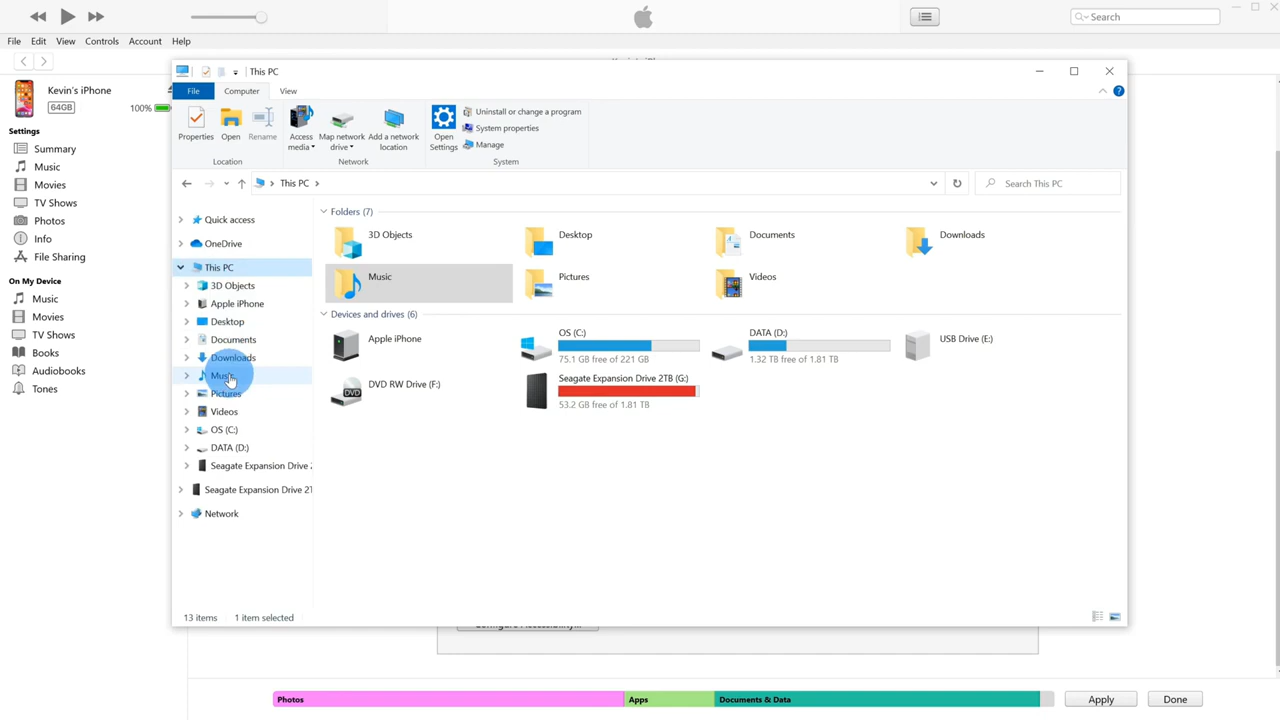 Search
File Edit View Controls Account Help
Kevin's iPhone
64GB
100%
Settings
Summary
Music
Movies
TV Shows
Photos
Info
File Sharing
On My Device
Music
Movies
TV Shows
Books
Audiobooks
Tones
This PC
File Computer View
Properties Open Rename
Access media Map network drive Add a network location
Open Settings
Uninstall or change a program
System properties
Manage
Location Network System
This PC
Search This PC
Quick access
OneDrive
This PC
3D Objects
Apple iPhone
Desktop
Documents
Downloads
Music
Pictures
Videos
OS (C:)
DATA (D:)
Seagate Expansion Drive 2
Seagate Expansion Drive 2T
Network
Folders (7)
3D Objects Desktop Documents Downloads
Music Pictures Videos
Devices and drives (6)
Apple iPhone
OS (C:)
75.1 GB free of 221 GB
DATA (D:)
1.32 TB free of 1.81 TB
USB Drive (E:)
DVD RW Drive (F:)
DVD
Seagate Expansion Drive 2TB (G:)
53.2 GB free of 1.81 TB
13 items 1 item selected
Photos Apps Documents & Data Apply Done